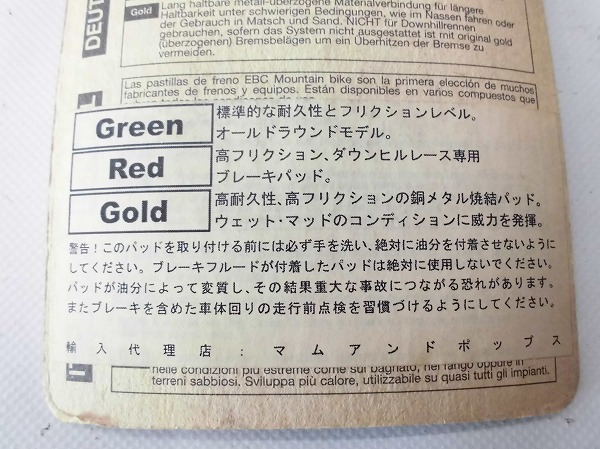 Gold
Lang haltbare metall-überzogene Materialverbindung für längere
Haltbarkeit unter schwierigen Bedingungen, wie im Nassen fahren oder
der Gebrauch in Matsch und Sand. NICHT für Downhillrennen
gebrauchen, sofern das System nicht ausgestattet ist mit original gold
(überzogenen) Bremsbelägen um ein Überhitzen der Bremse zu
vermeiden.
DEUT
Las pastillas de freno EBC Mountain bike son la primera elección de muchos
fabricantes de frenos y equipos. Están disponibles en varios compuestos que
Green
標準的な耐久性とフリクションレベル。
オールドラウンドモデル。
Red
高フリクション、ダウンヒルレース専用
ブレーキパッド。
Gold
高耐久性、高フリクションの銅メタル焼結パッド。
ウェット・マッドのコンディションに威力を発揮。
警告！このパッドを取り付ける前には必ず手を洗い、絶対に油分を付着させないように
してください。ブレーキフルードが付着したパッドは絶対に使用しないでください。
パッドが油分によって変質し、その結果重大な事故につながる恐れがあります。
またブレーキを含めた車体回りの走行前点検を習慣づけるようにしてください。
輸入代理店：マムアンドポップス
nelle condizioni più estreme come sul bagnato, nel fango oppure in
terreni sabbiosi. Sviluppa più calore, utilizzabile su quasi tutti gli impianti.